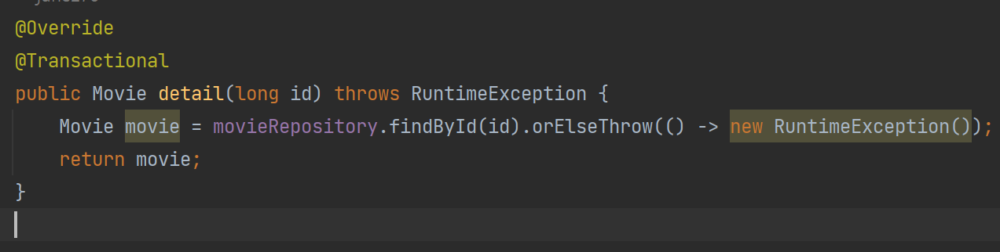 @Override
@Transactional
public Movie detail(long id) throws RuntimeException {
Movie movie = movieRepository.findById(id).orElseThrow(() -> new RuntimeException());
return movie;
}